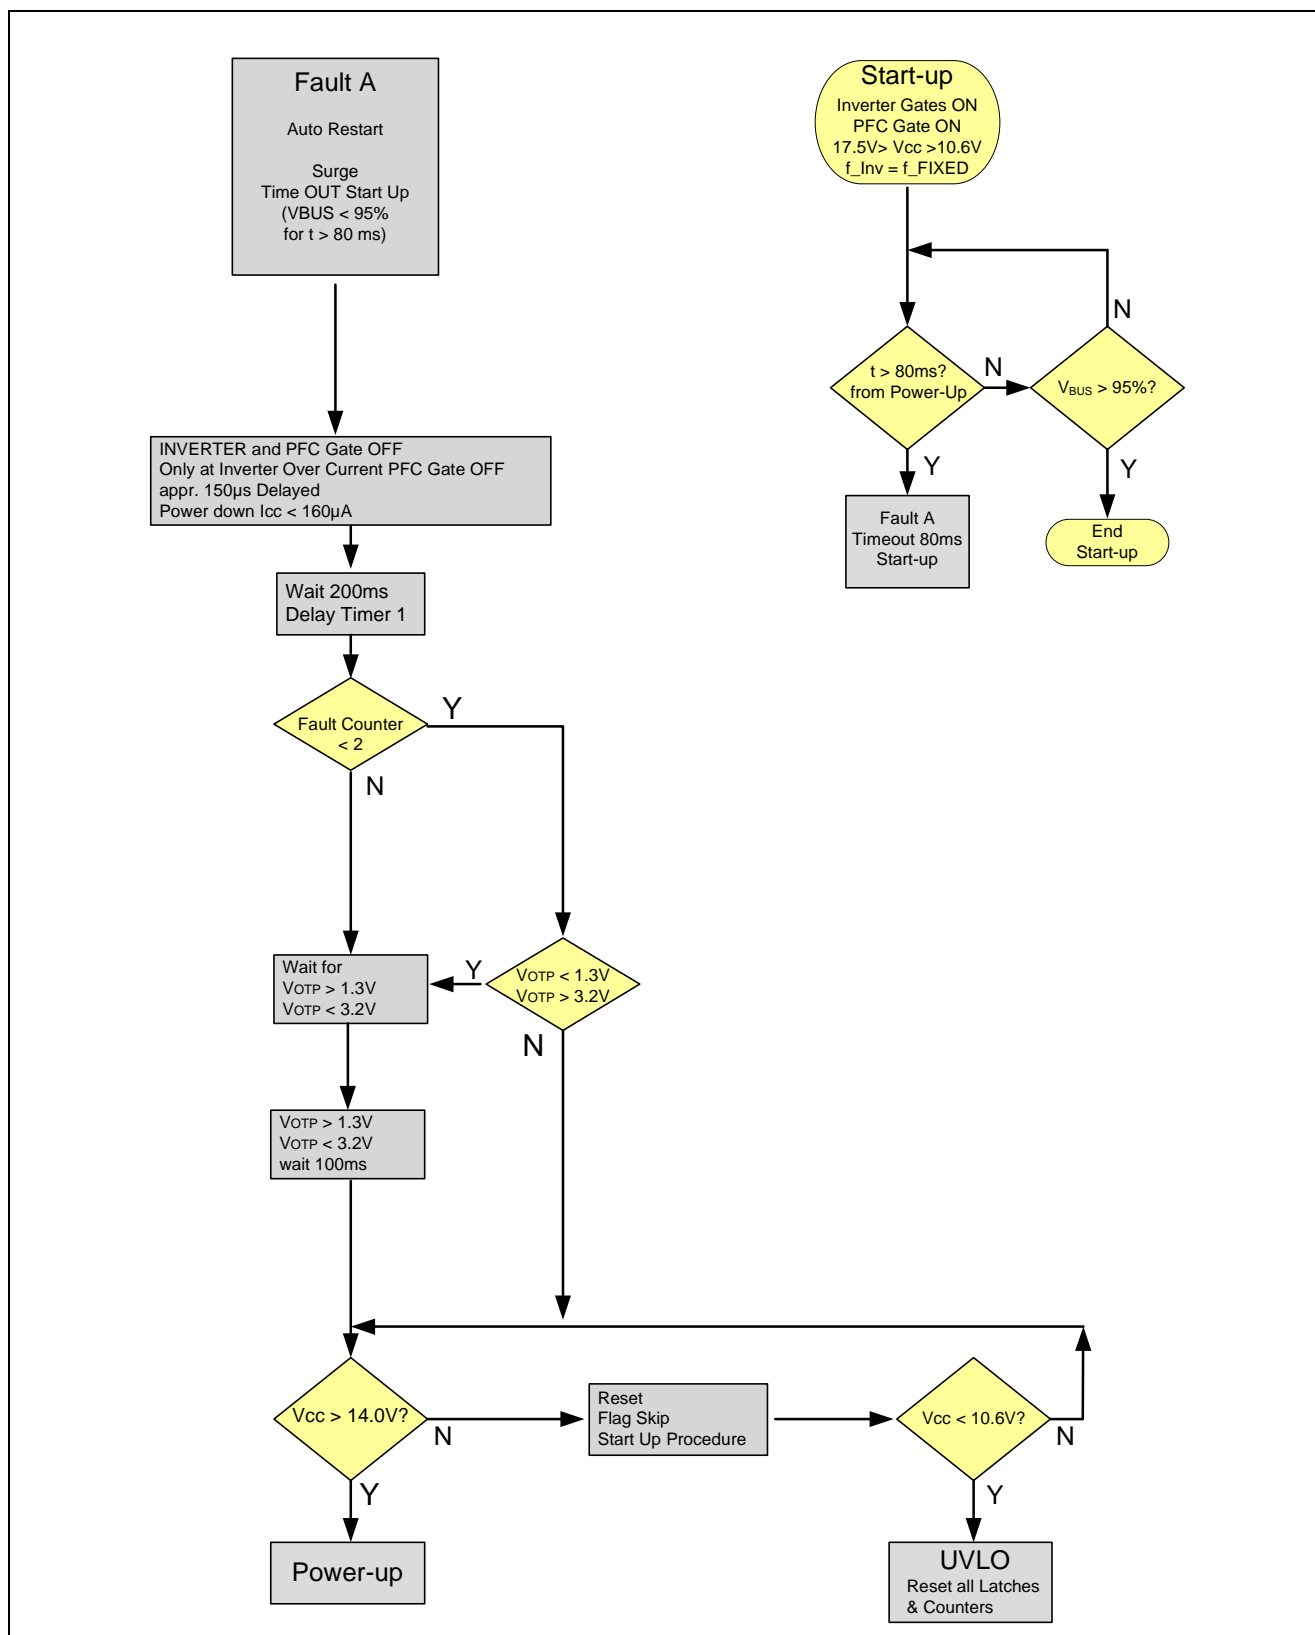 Fault A
Auto Restart
Surge
Time OUT Start Up
(VBUS < 95%
for t > 80 ms)
INVERTER and PFC Gate OFF
Only at Inverter Over Current PFC Gate OFF
appr. 150µs Delayed
Power down Icc < 160µA
Wait 200ms
Delay Timer 1
Fault Counter
< 2
Y
N
Wait for
VOTP > 1.3V
VOTP < 3.2V
Y
VOTP < 1.3V
VOTP > 3.2V
N
VOTP > 1.3V
VOTP < 3.2V
wait 100ms
Vcc > 14.0V?
N
Y
Reset
Flag Skip
Start Up Procedure
Vcc < 10.6V?
N
Y
Power-up
UVLO
Reset all Latches
& Counters
Start-up
Inverter Gates ON
PFC Gate ON
17.5V> Vcc >10.6V
f_Inv = f_FIXED
t > 80ms?
from Power-Up
N
Y
VBUS > 95%?
N
Y
Fault A
Timeout 80ms
Start-up
End
Start-up